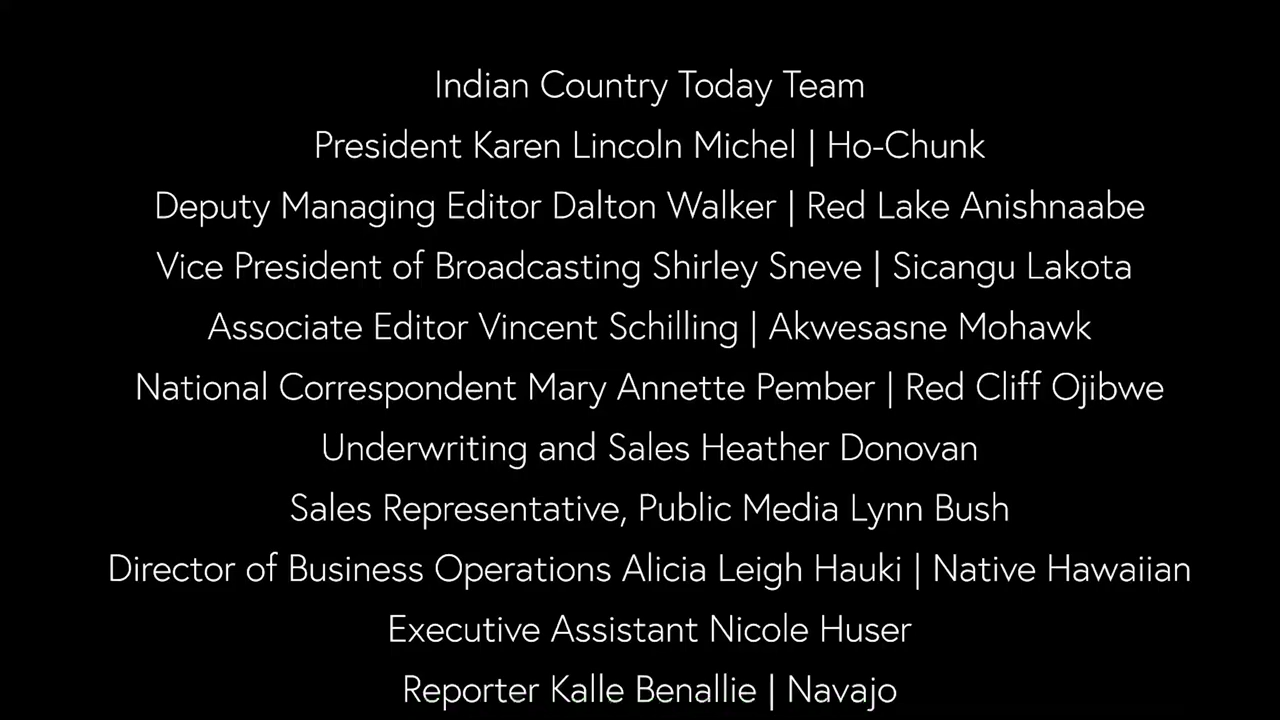 Indian Country Today Team
President Karen Lincoln Michel | Ho-Chunk
Deputy Managing Editor Dalton Walker | Red Lake Anishnaabe
Vice President of Broadcasting Shirley Sneve | Sicangu Lakota
Associate Editor Vincent Schilling | Akwesasne Mohawk
National Correspondent Mary Annette Pember | Red Cliff Ojibwe
Underwriting and Sales Heather Donovan
Sales Representative, Public Media Lynn Bush
Director of Business Operations Alicia Leigh Hauki | Native Hawaiian
Executive Assistant Nicole Huser
Reporter Kalle Benallie | Navajo